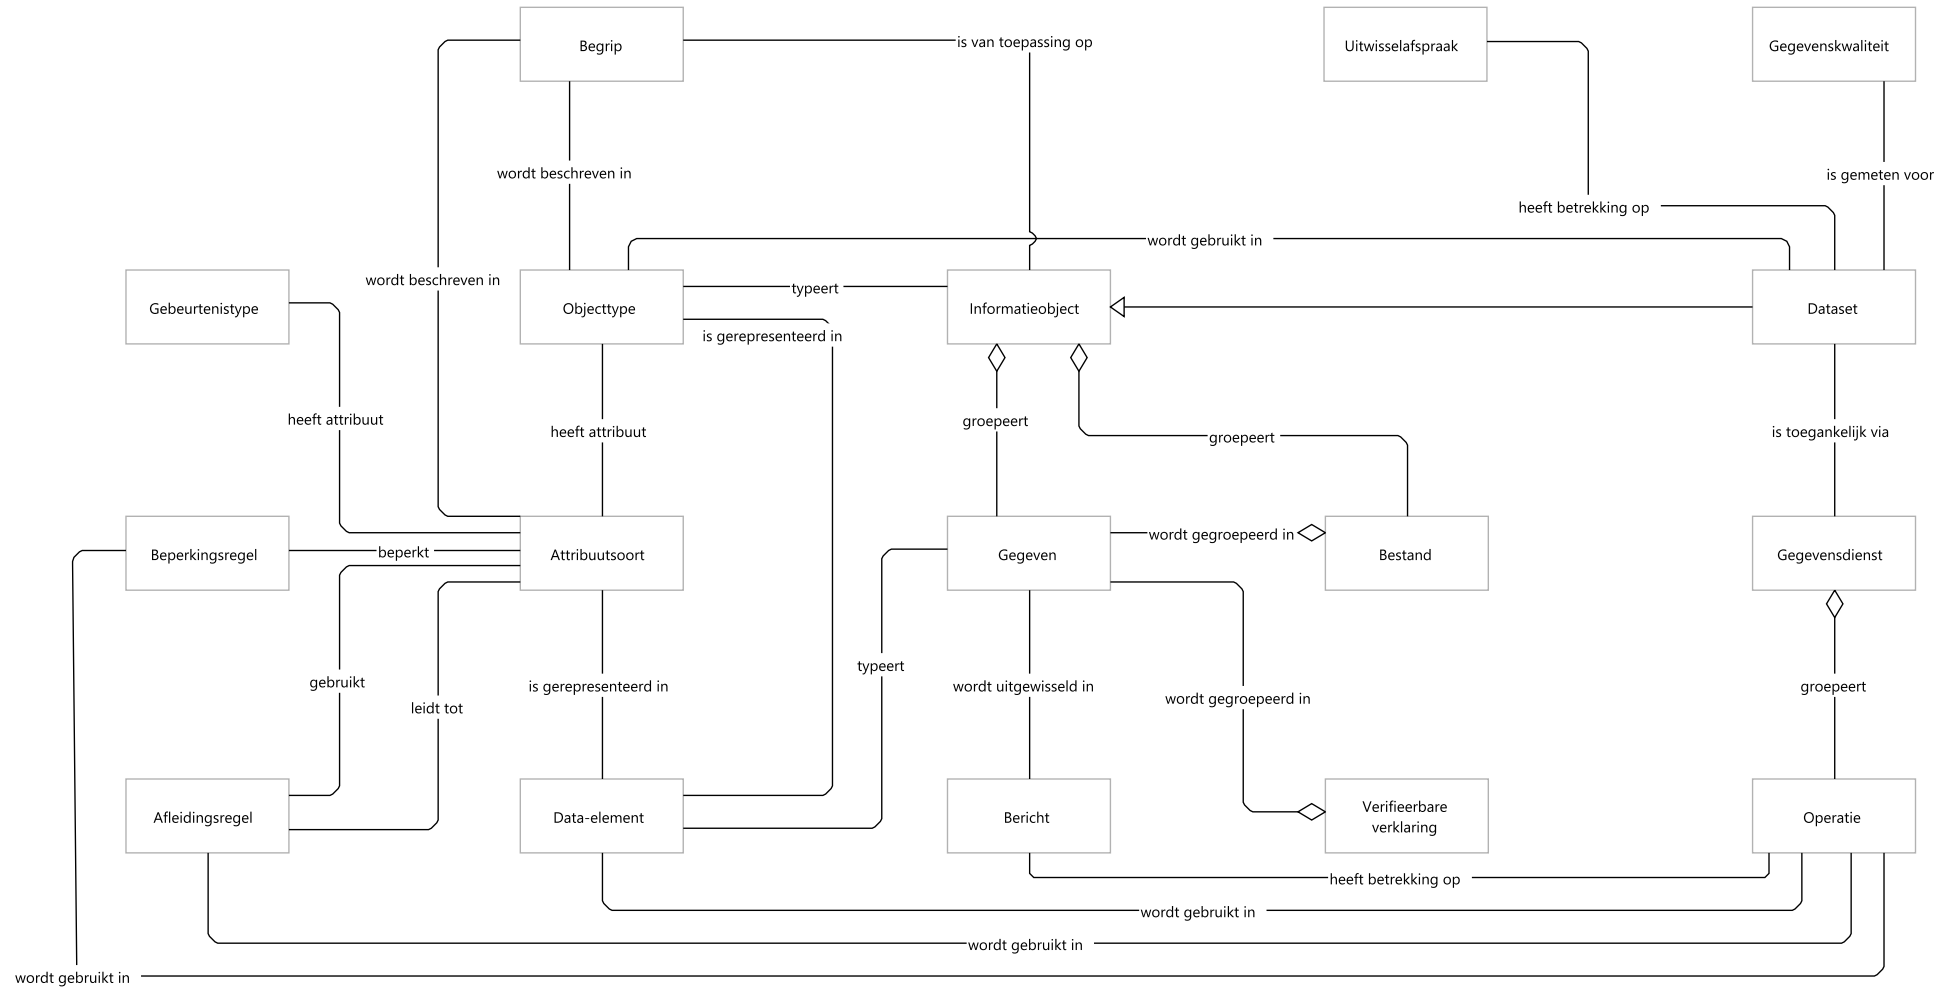 Begrip
is van toepassing op
Uitwisselafspraak
Gegevenskwaliteit
wordt beschreven in
is gemeten voor
heeft betrekking op
wordt gebruikt in
wordt beschreven in
typeert
Gebeurtenistype
Objecttype
Informatieobject
Dataset
is gerepresenteerd in
heeft attribuut
heeft attribuut
groepeert
groepeert
is toegankelijk via
wordt gegroepeerd in
Beperkingsregel
beperkt
Attribuutsoort
Gegeven
Bestand
Gegevensdienst
typeert
gebruikt
is gerepresenteerd in
wordt uitgewisseld in
wordt gegroepeerd in
groepeert
leidt tot
Afleidingsregel
Data-element
Bericht
Verifieerbare
verklaring
Operatie
heeft betrekking op
wordt gebruikt in
wordt gebruikt in
wordt gebruikt in